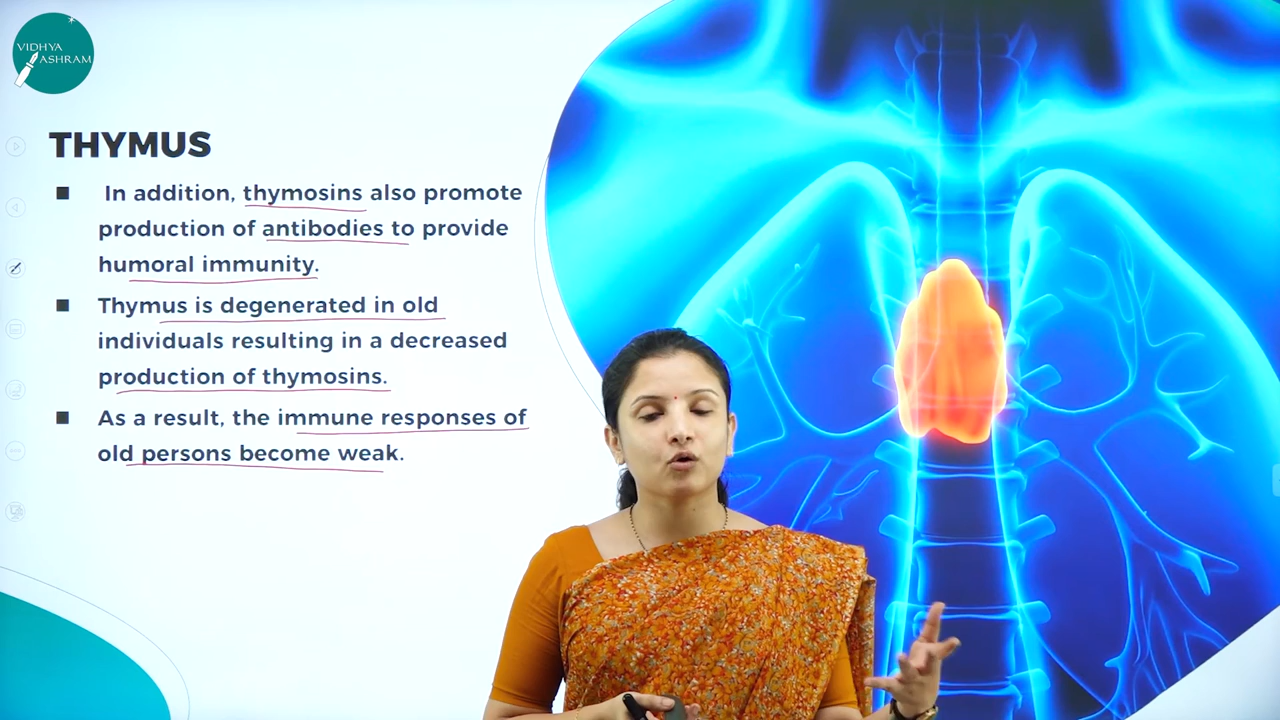 VIDHYA
ASHRAM
THYMUS
In addition, thymosins also promote
production of antibodies to provide
humoral immunity.
Thymus is degenerated in old
individuals resulting in a decreased
production of thymosins.
As a result, the immune responses of
old persons become weak.